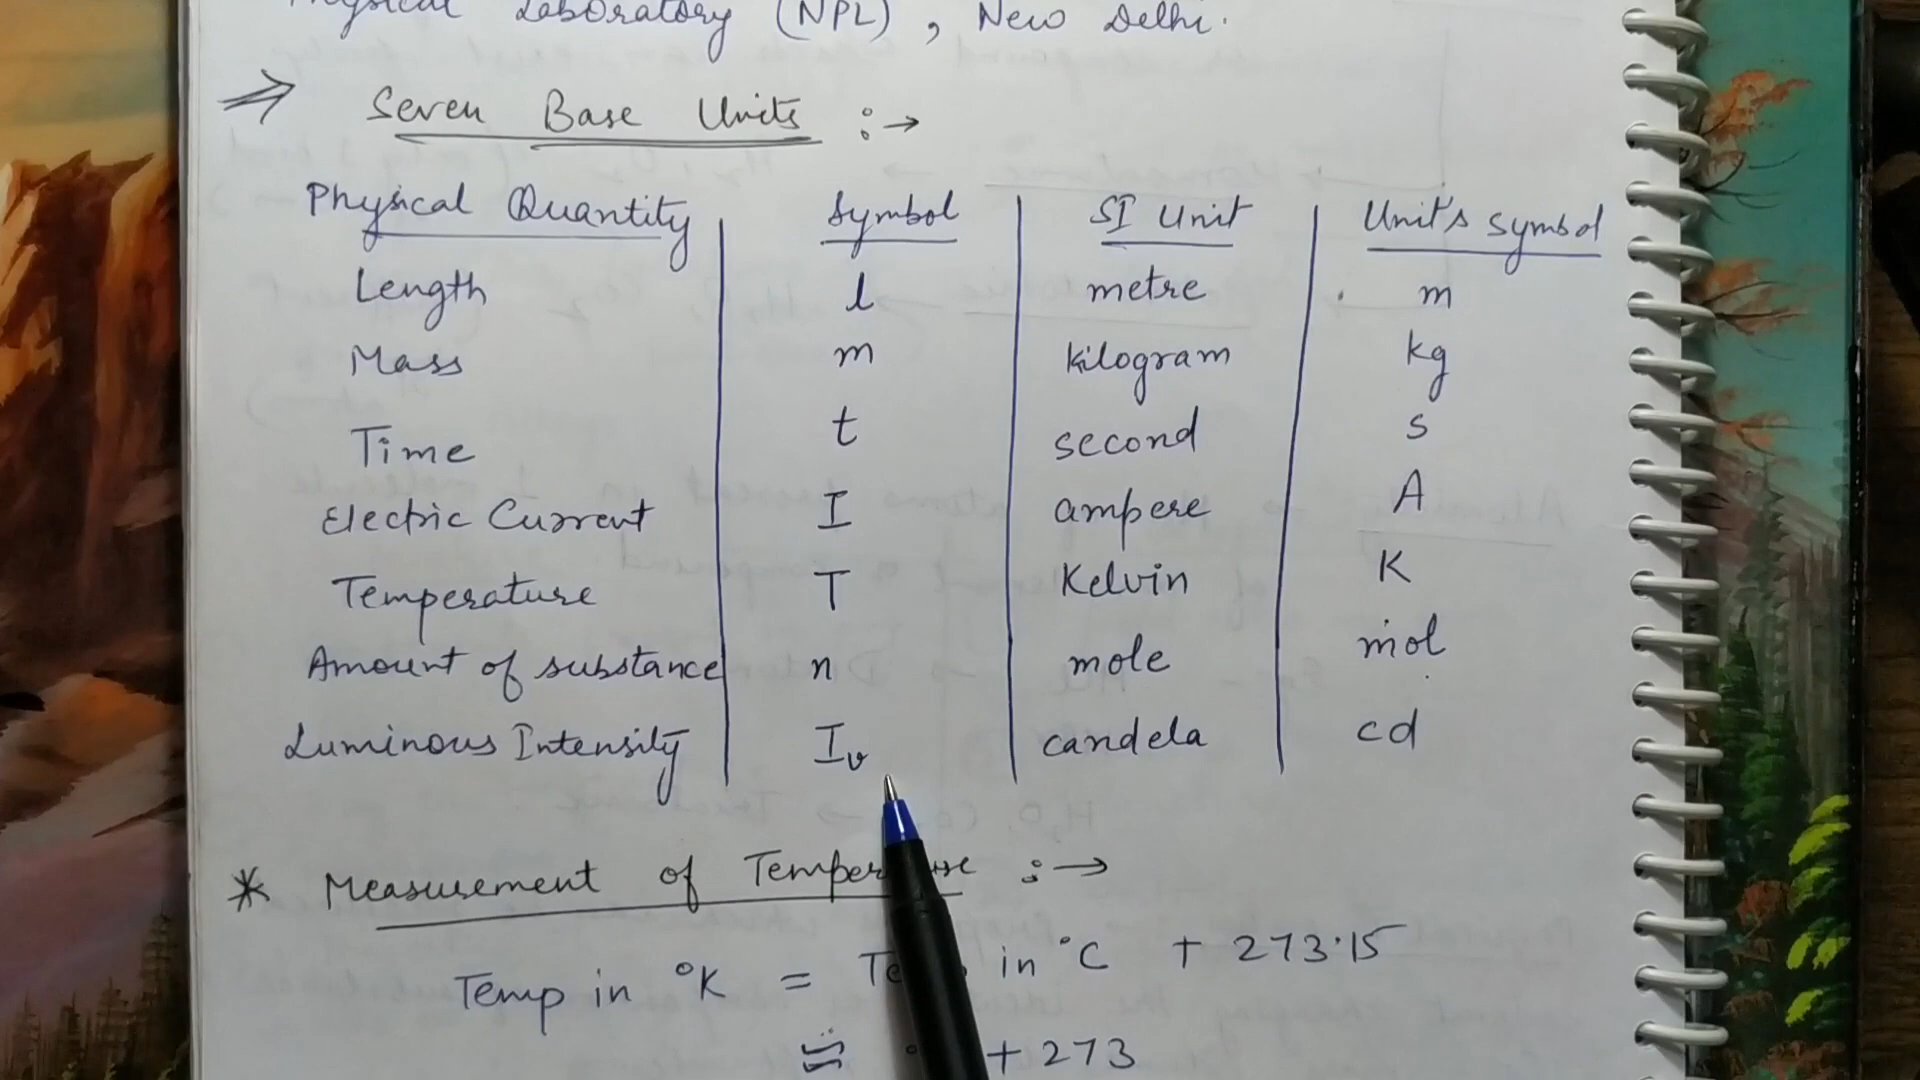 Physical Laboratory (NPL), New Delhi.
⇒ Seven Base Units :→
Physical Quantity Symbol SI Unit Unit's symbol
Length l metre m
Mass m kilogram kg
Time t second s
Electric Current I ampere A
Temperature T Kelvin K
Amount of substance n mole mol
Luminous Intensity Iv candela cd
* Measurement of Temperature :→
Temp in °K = in °C + 273.15
+ 273